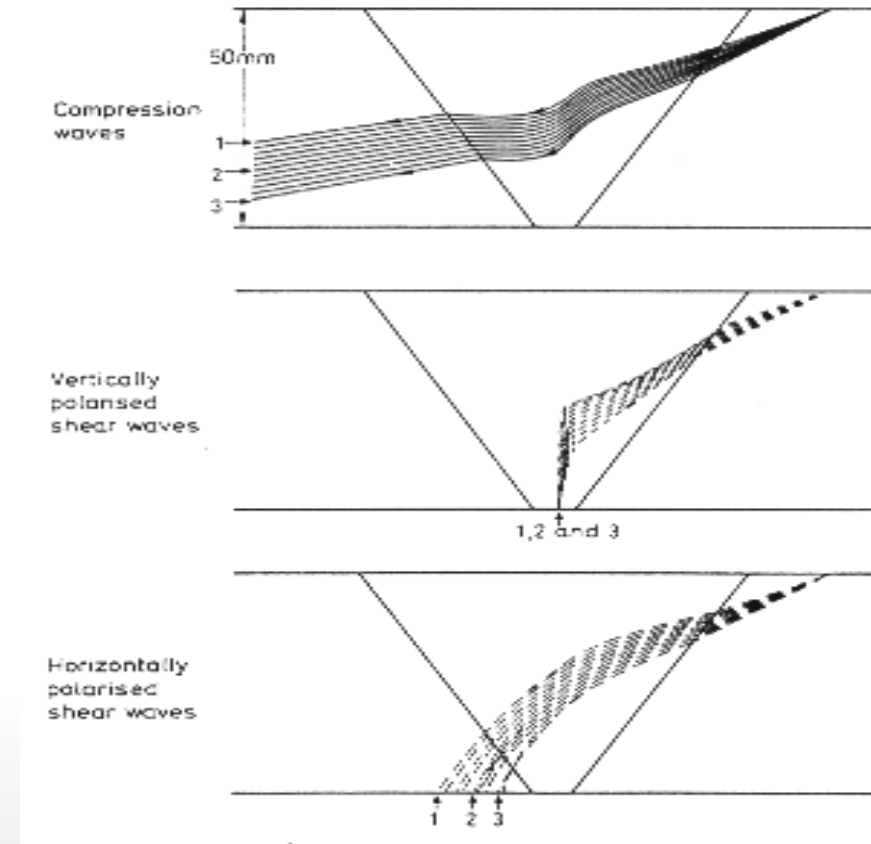 50mm
Compression
waves
1
2
3
Vertically
polarised
shear waves
1,2 and 3
Horizontally
polarised
shear waves
1 2 3